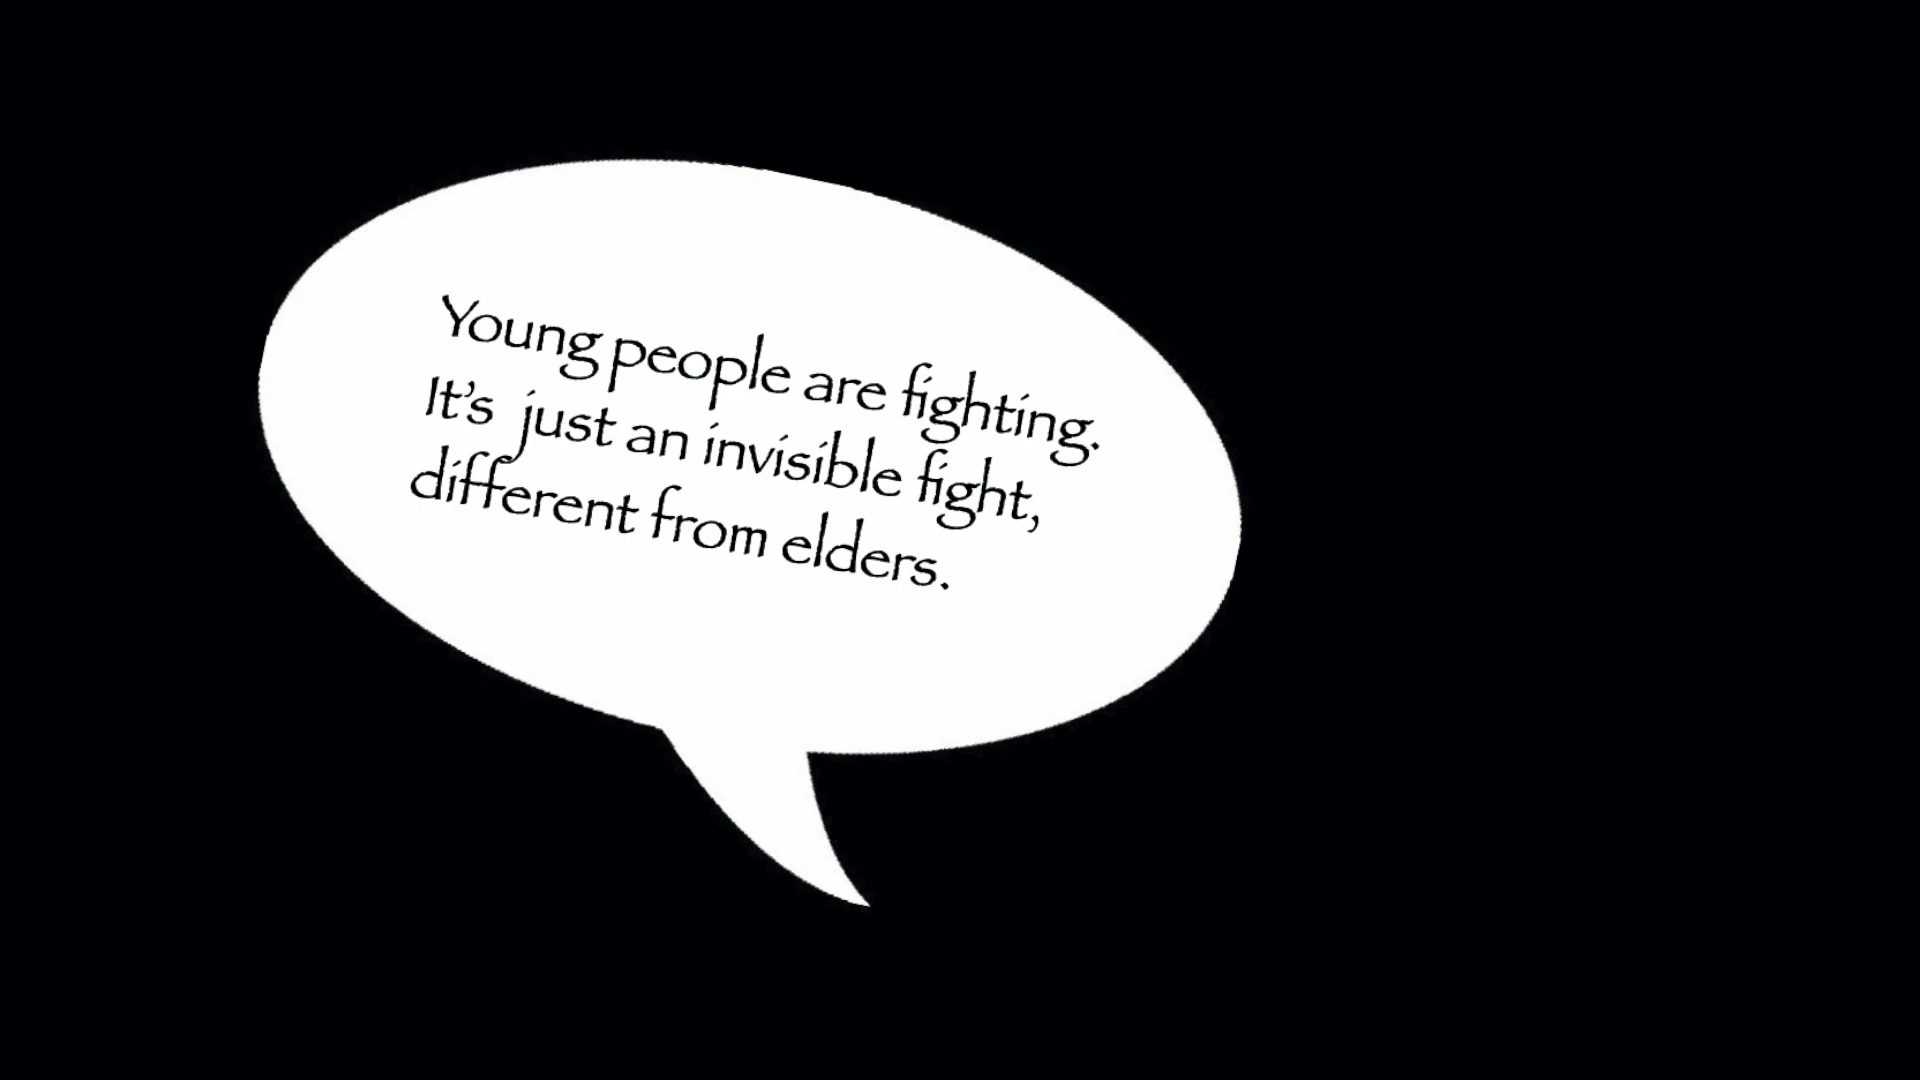 Young people are fighting.
It's just an invisible fight,
different from elders.